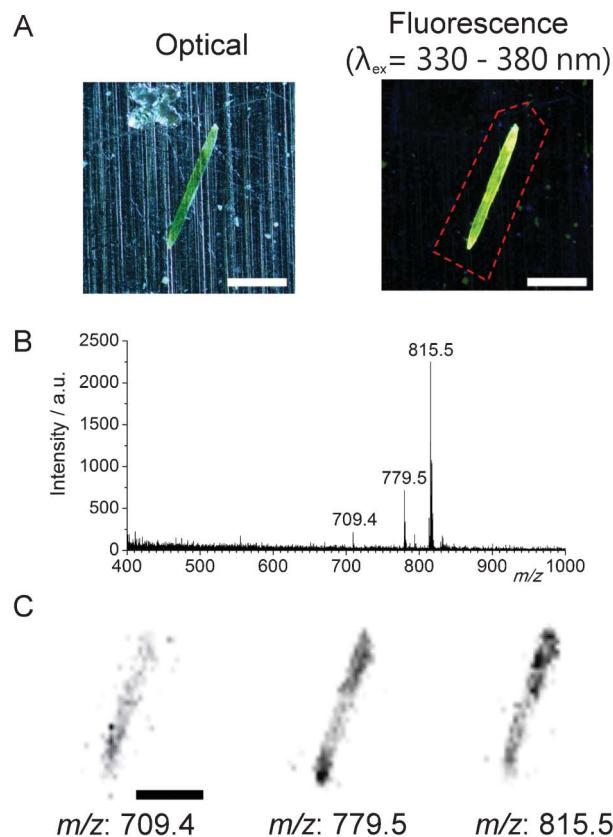 A
Optical
Fluorescence
(λex= 330 - 380 nm)
B
2500
2000
1500
1000
500
0
Intensity / a.u.
815.5
779.5
709.4
400
500
600
700
800
900
1000
m/z
C
m/z: 709.4
m/z: 779.5
m/z: 815.5